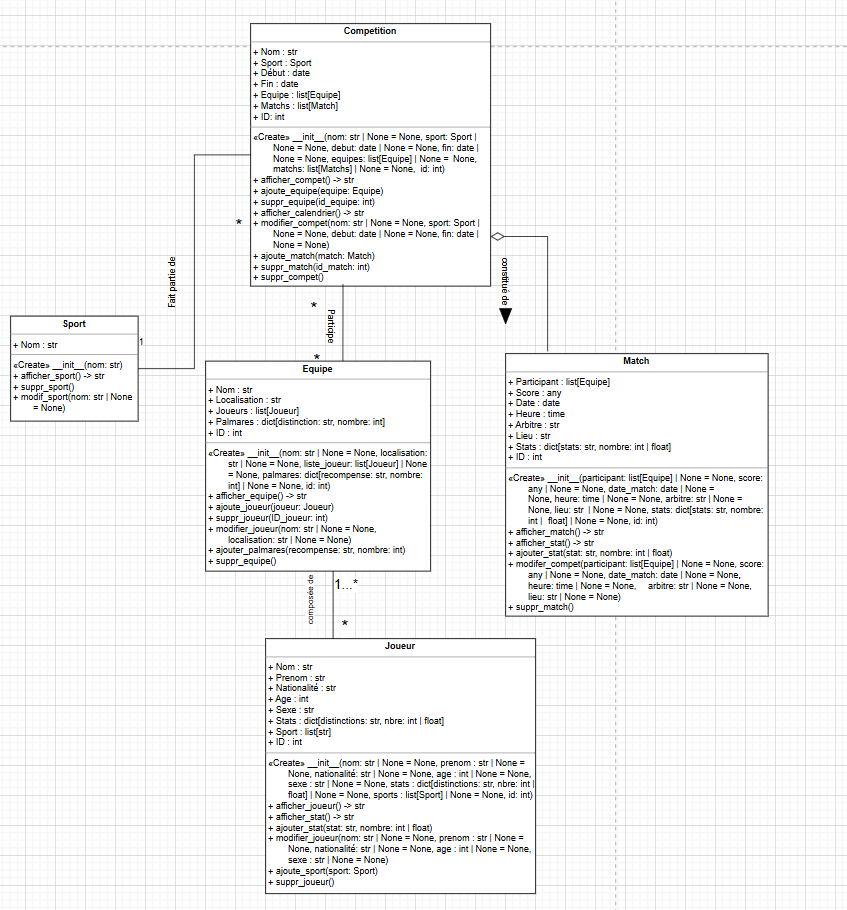 Competition
+ Nom : str
+ Sport : Sport
+ Début : date
+ Fin : date
+ Equipe : list[Equipe]
+ Matchs : list[Match]
+ ID: int
«Create» __init__(nom: str | None = None, sport: Sport |
None = None, debut: date | None = None, fin: date |
None = None, equipes: list[Equipe] | None = None,
matchs: list[Matchs] | None = None, id: int)
+ afficher_compet() -> str
+ ajoute_equipe(equipe: Equipe)
+ suppr_equipe(id_equipe: int)
+ afficher_calendrier() -> str
+ modifier_compet(nom: str | None = None, sport: Sport |
None = None, debut: date | None = None, fin: date |
None = None)
+ ajoute_match(match: Match)
+ suppr_match(id_match: int)
+ suppr_compet()
*
Fait partie de
constitué de
*
Participe
*
Sport
+ Nom : str
«Create» __init__(nom: str)
+ afficher_sport() -> str
+ suppr_sport()
+ modif_sport(nom: str | None
= None)
1
Equipe
+ Nom : str
+ Localisation : str
+ Joueurs : list[Joueur]
+ Palmares : dict[distinction: str, nombre: int]
+ ID : int
«Create» __init__(nom: str | None = None, localisation:
str | None = None, liste_joueur: list[Joueur] | None
= None, palmares: dict[recompense: str, nombre:
int] | None = None, id: int)
+ afficher_equipe() -> str
+ ajoute_joueur(joueur: Joueur)
+ suppr_joueur(ID_joueur: int)
+ modifier_joueur(nom: str | None = None,
localisation: str | None = None)
+ ajouter_palmares(recompense: str, nombre: int)
+ suppr_equipe()
Match
+ Participant : list[Equipe]
+ Score : any
+ Date : date
+ Heure : time
+ Arbitre : str
+ Lieu : str
+ Stats : dict[stats: str, nombre: int | float]
+ ID : int
«Create» __init__(participant: list[Equipe] | None = None, score:
any | None = None, date_match: date | None =
None, heure: time | None = None, arbitre: str | None =
None, lieu: str | None = None, stats: dict[stats: str, nombre:
int | float] | None = None, id: int)
+ afficher_match() -> str
+ afficher_stat() -> str
+ ajouter_stat(stat: str, nombre: int | float)
+ modifer_compet(participant: list[Equipe] | None = None, score:
any | None = None, date_match: date | None = None,
heure: time | None = None, arbitre: str | None = None,
lieu: str | None = None)
+ suppr_match()
composée de
1...*
*
Joueur
+ Nom : str
+ Prenom : str
+ Nationalité : str
+ Age : int
+ Sexe : str
+ Stats : dict[distinctions: str, nbre: int | float]
+ Sport : list[str]
+ ID : int
«Create» __init__(nom: str | None = None, prenom : str | None =
None, nationalité: str | None = None, age : int | None = None,
sexe : str | None = None, stats : dict[distinctions: str, nbre: int |
float] | None = None, sports : list[Sport] | None = None, id: int)
+ afficher_joueur() -> str
+ afficher_stat() -> str
+ ajouter_stat(stat: str, nombre: int | float)
+ modifier_joueur(nom: str | None = None, prenom : str | None =
None, nationalité: str | None = None, age : int | None = None,
sexe : str | None = None)
+ ajoute_sport(sport: Sport)
+ suppr_joueur()